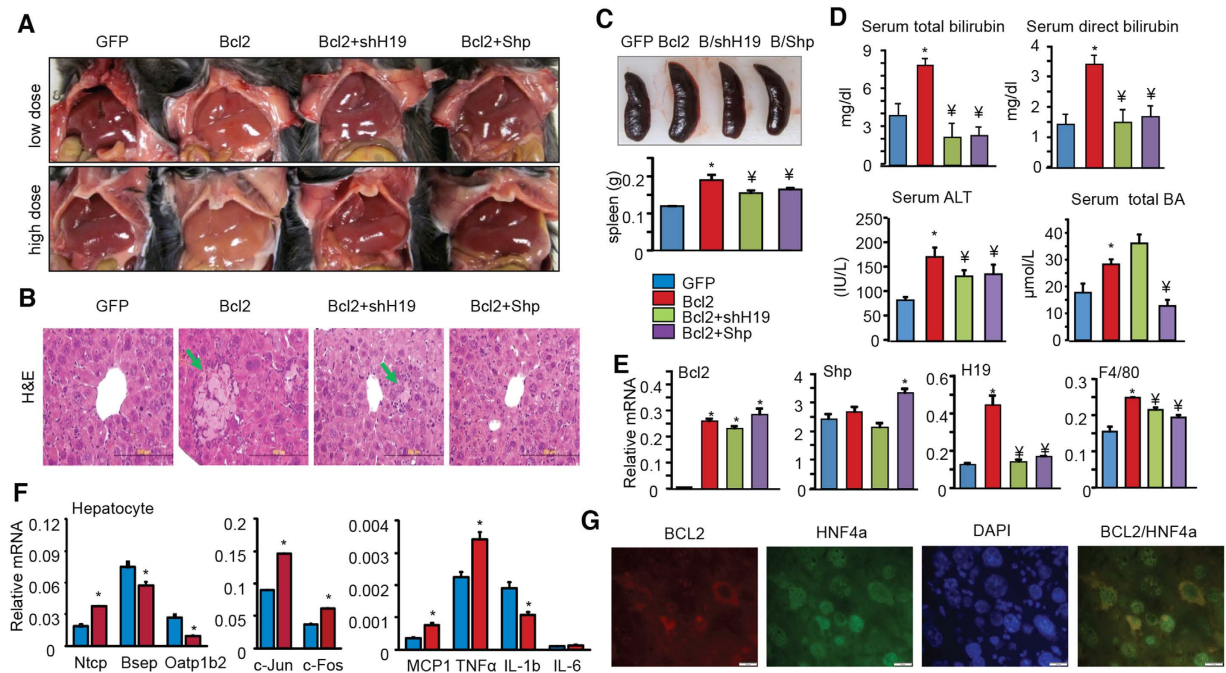 A
GFP Bcl2 Bcl2+shH19 Bcl2+Shp
low dose
high dose
B
GFP Bcl2 Bcl2+shH19 Bcl2+Shp
H&E
C
GFP Bcl2 B/shH19 B/Shp
spleen (g)
0.2
0.1
0
*
¥
¥
GFP
Bcl2
Bcl2+shH19
Bcl2+Shp
D
Serum total bilirubin
mg/dl
9
6
3
0
*
¥ ¥
Serum direct bilirubin
mg/dl
4
3
2
1
0
*
¥ ¥
Serum ALT
(IU/L)
250
200
150
100
50
0
*
¥ ¥
Serum total BA
µmol/L
40
30
20
10
0
*
¥
E
Relative mRNA
Bcl2
0.4
0.3
0.2
0.1
0
* * *
Shp
4
3
2
0
*
H19
0.6
0.4
0.2
0
*
¥ ¥
F4/80
0.3
0.2
0.1
0
*
¥ ¥
F
Hepatocyte
Relative mRNA
0.12
0.09
0.06
0.03
0
* * *
Ntcp Bsep Oatp1b2
0.2
0.15
0.1
0.05
0
* *
c-Jun c-Fos
0.004
0.003
0.002
0.001
0
* * *
MCP1 TNFα IL-1b IL-6
G
BCL2 HNF4a DAPI BCL2/HNF4a